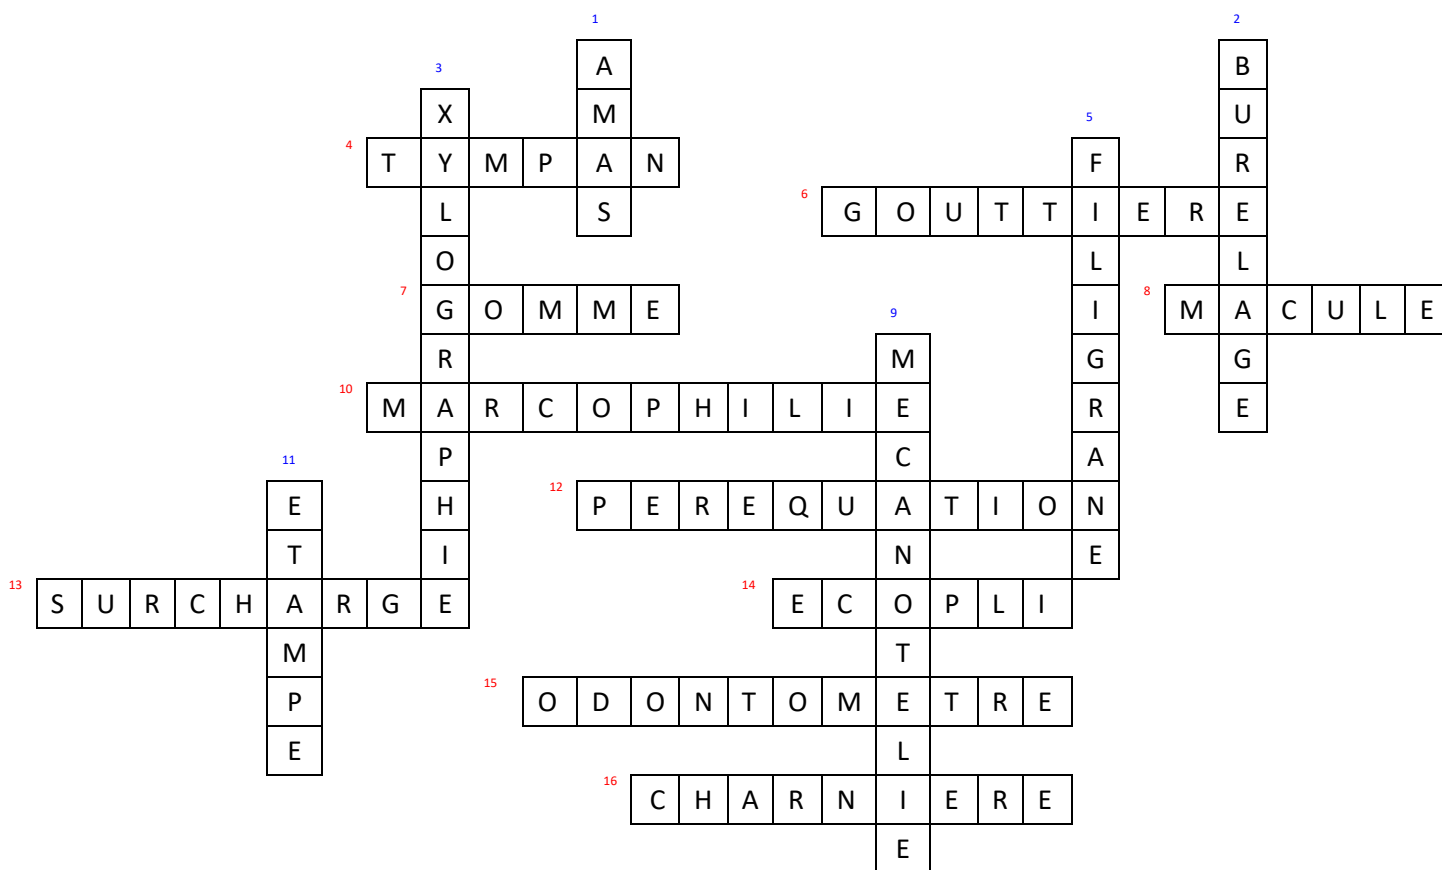 1 2
A B
3 X M U 5
4 T Y M P A N F R
L S 6 G O U T T I E R E
O L L
7 G O M M E I 8 M A C U L E
9
R M G G
10 M A R C O P H I L I E R E
P C A
11
E H 12 P E R E Q U A T I O N
T I N E
13 S U R C H A R G E 14 E C O P L I
M T
P 15 O D O N T O M E T R E
E L
16 C H A R N I E R E
E